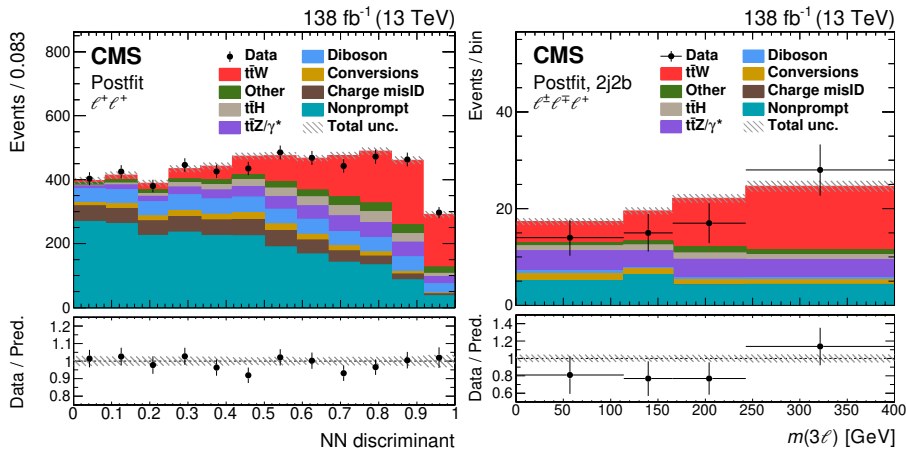 138 fb⁻¹ (13 TeV)
Events / 0.083
CMS
Postfit
ℓ⁺ℓ⁺
Data
tt̄W
Other
tt̄H
tt̄Z/γ*
Diboson
Conversions
Charge misID
Nonprompt
Total unc.
800
600
400
200
0
Data / Pred.
1.2
1.1
1.0
0.9
0.8
0 0.1 0.2 0.3 0.4 0.5 0.6 0.7 0.8 0.9 1
NN discriminant
138 fb⁻¹ (13 TeV)
Events / bin
CMS
Postfit, 2j2b
ℓ±ℓ∓ℓ⁺
Data
tt̄W
Other
tt̄H
tt̄Z/γ*
Diboson
Conversions
Charge misID
Nonprompt
Total unc.
40
20
0
Data / Pred.
1.4
1.2
1
0.8
0.6
0 50 100 150 200 250 300 350 400
m(3ℓ) [GeV]